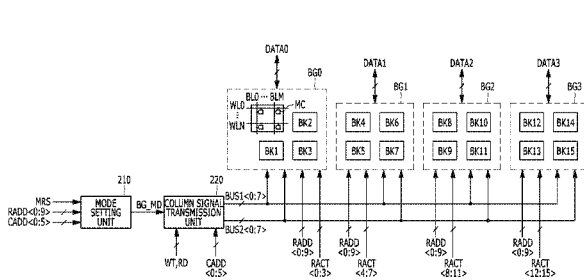 DATA0
BG0
BL0 ··· BLM
MC
WL0
WLN
BK2
BK1
BK3
DATA1
BG1
BK4
BK6
BK5
BK7
DATA2
BG2
BK8
BK10
BK9
BK11
DATA3
BG3
BK12
BK14
BK13
BK15
210
220
MRS
RADD<0:9>
CADD<0:5>
MODE
SETTING
UNIT
BG_MD
COLUMN SIGNAL
TRANSMISSION
UNIT
BUS1<0:7>
BUS2<0:7>
WT,RD
CADD
<0:5>
RADD
<0:9>
RACT
<0:3>
RADD
<0:9>
RACT
<4:7>
RADD
<0:9>
RACT
<8:11>
RADD
<0:9>
RACT
<12:15>